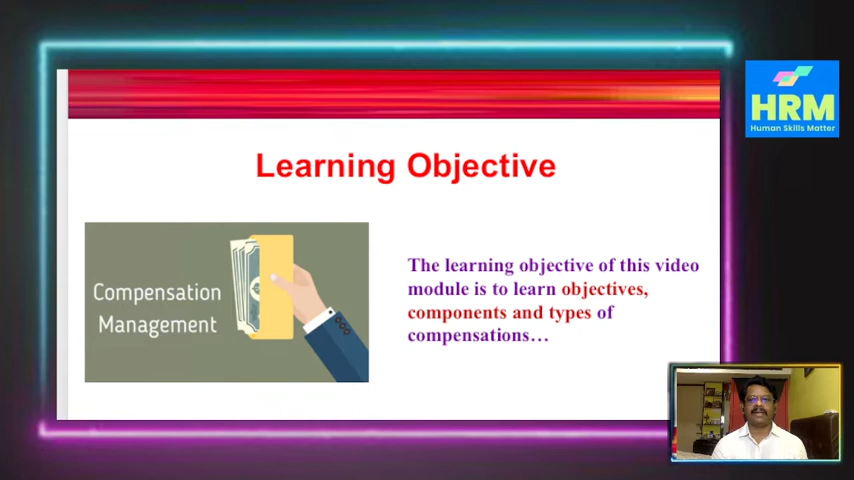 HRM
Human Skills Matter
Learning Objective
Compensation
Management
The learning objective of this video
module is to learn objectives,
components and types of
compensations…